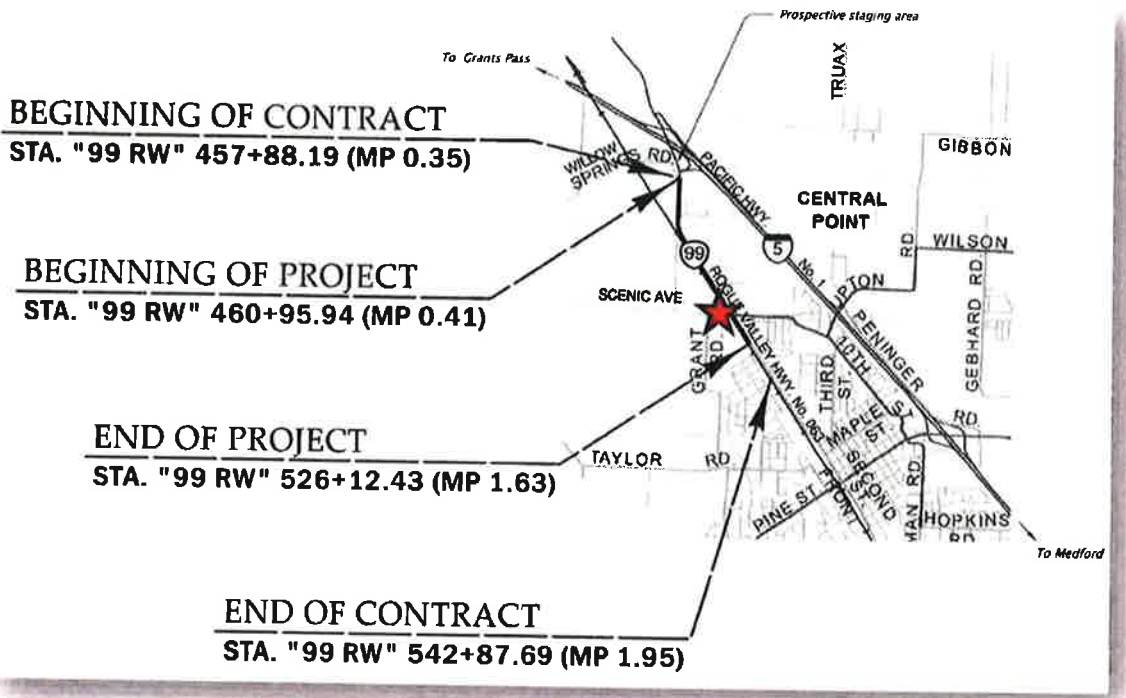 Prospective staging area
To Grants Pass
TRUAX
BEGINNING OF CONTRACT
STA. "99 RW" 457+88.19 (MP 0.35)
GIBBON
WILLOW
SPRINGS
RD
PACIFIC HWY.
No. 1
CENTRAL
POINT
RD
WILSON
BEGINNING OF PROJECT
STA. "99 RW" 460+95.94 (MP 0.41)
99
5
UPTON
GEBHARD RD.
SCENIC AVE
ROGUE VALLEY HWY. No. 063
GRANT
RD.
PENINGER
RD.
10TH
ST.
THIRD
ST.
END OF PROJECT
STA. "99 RW" 526+12.43 (MP 1.63)
TAYLOR RD
MAPLE
ST.
SECOND
ST.
PINE ST.
FRONT
MAN RD
HOPKINS
RD
To Medford
END OF CONTRACT
STA. "99 RW" 542+87.69 (MP 1.95)